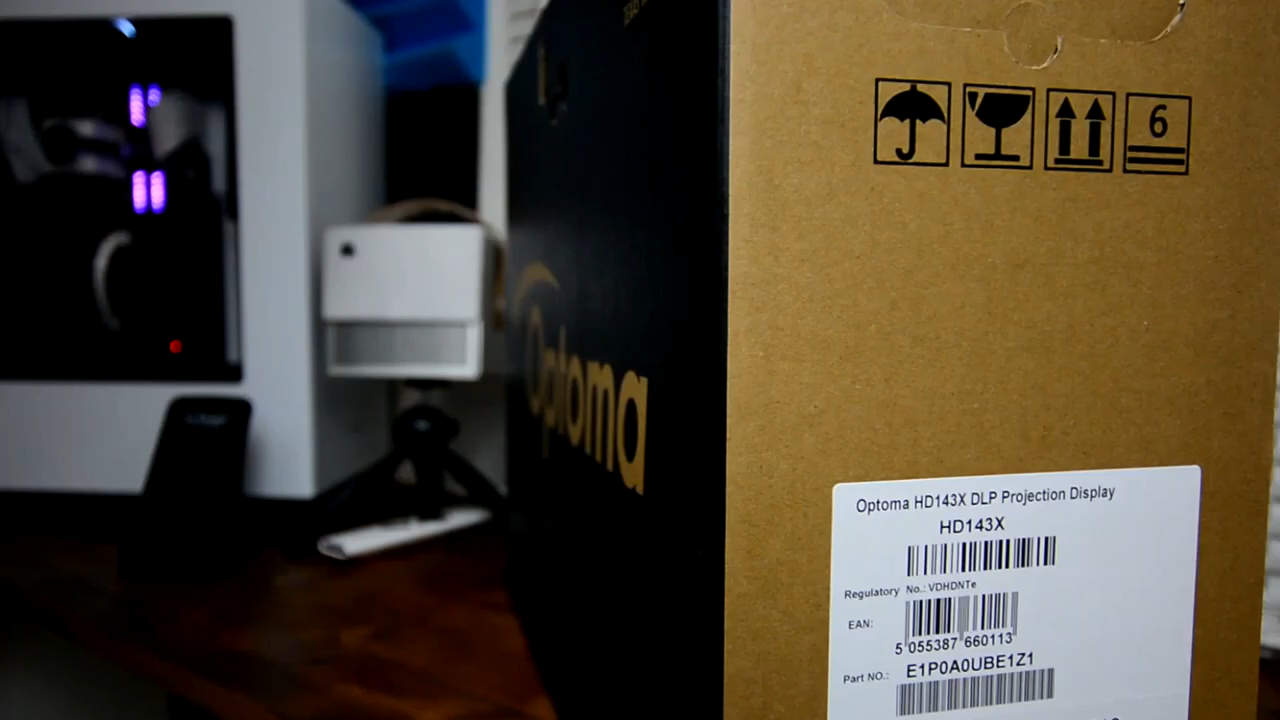 Optoma
6
Optoma HD143X DLP Projection Display
HD143X
Regulatory No.: VDHDNTe
EAN:
5 055387 660113
Part NO.: E1P0A0UBE1Z1